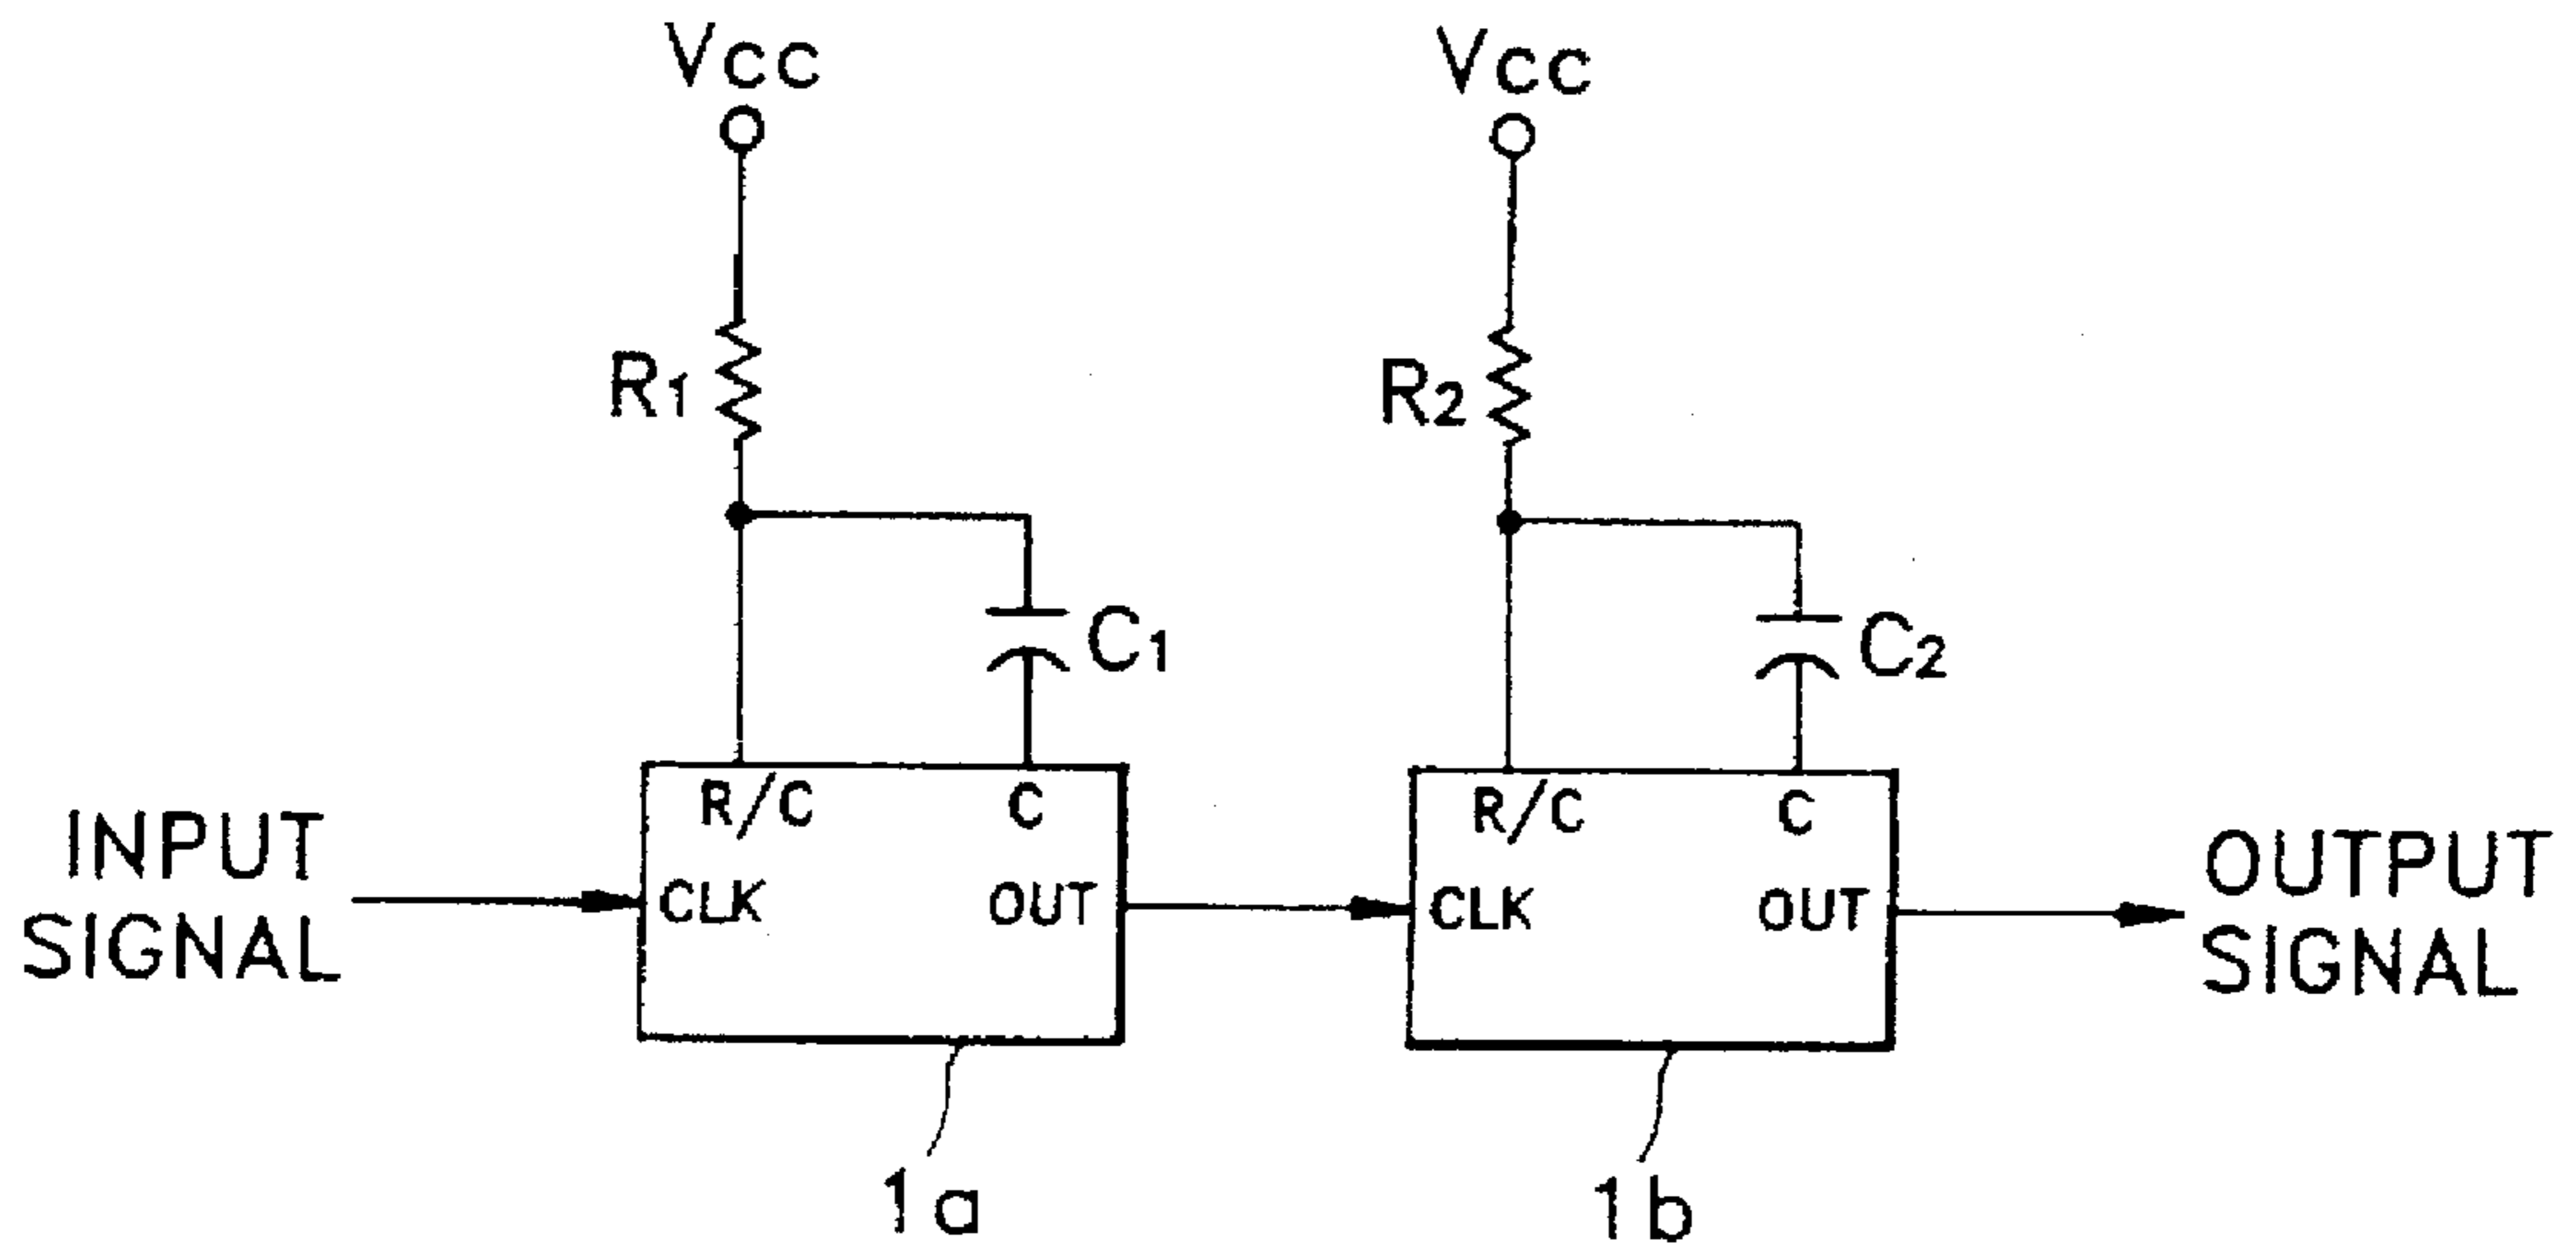 Vcc
Vcc
R1
R2
C1
C2
R/C C
R/C C
INPUT
SIGNAL
CLK OUT
CLK OUT
OUTPUT
SIGNAL
1a
1b